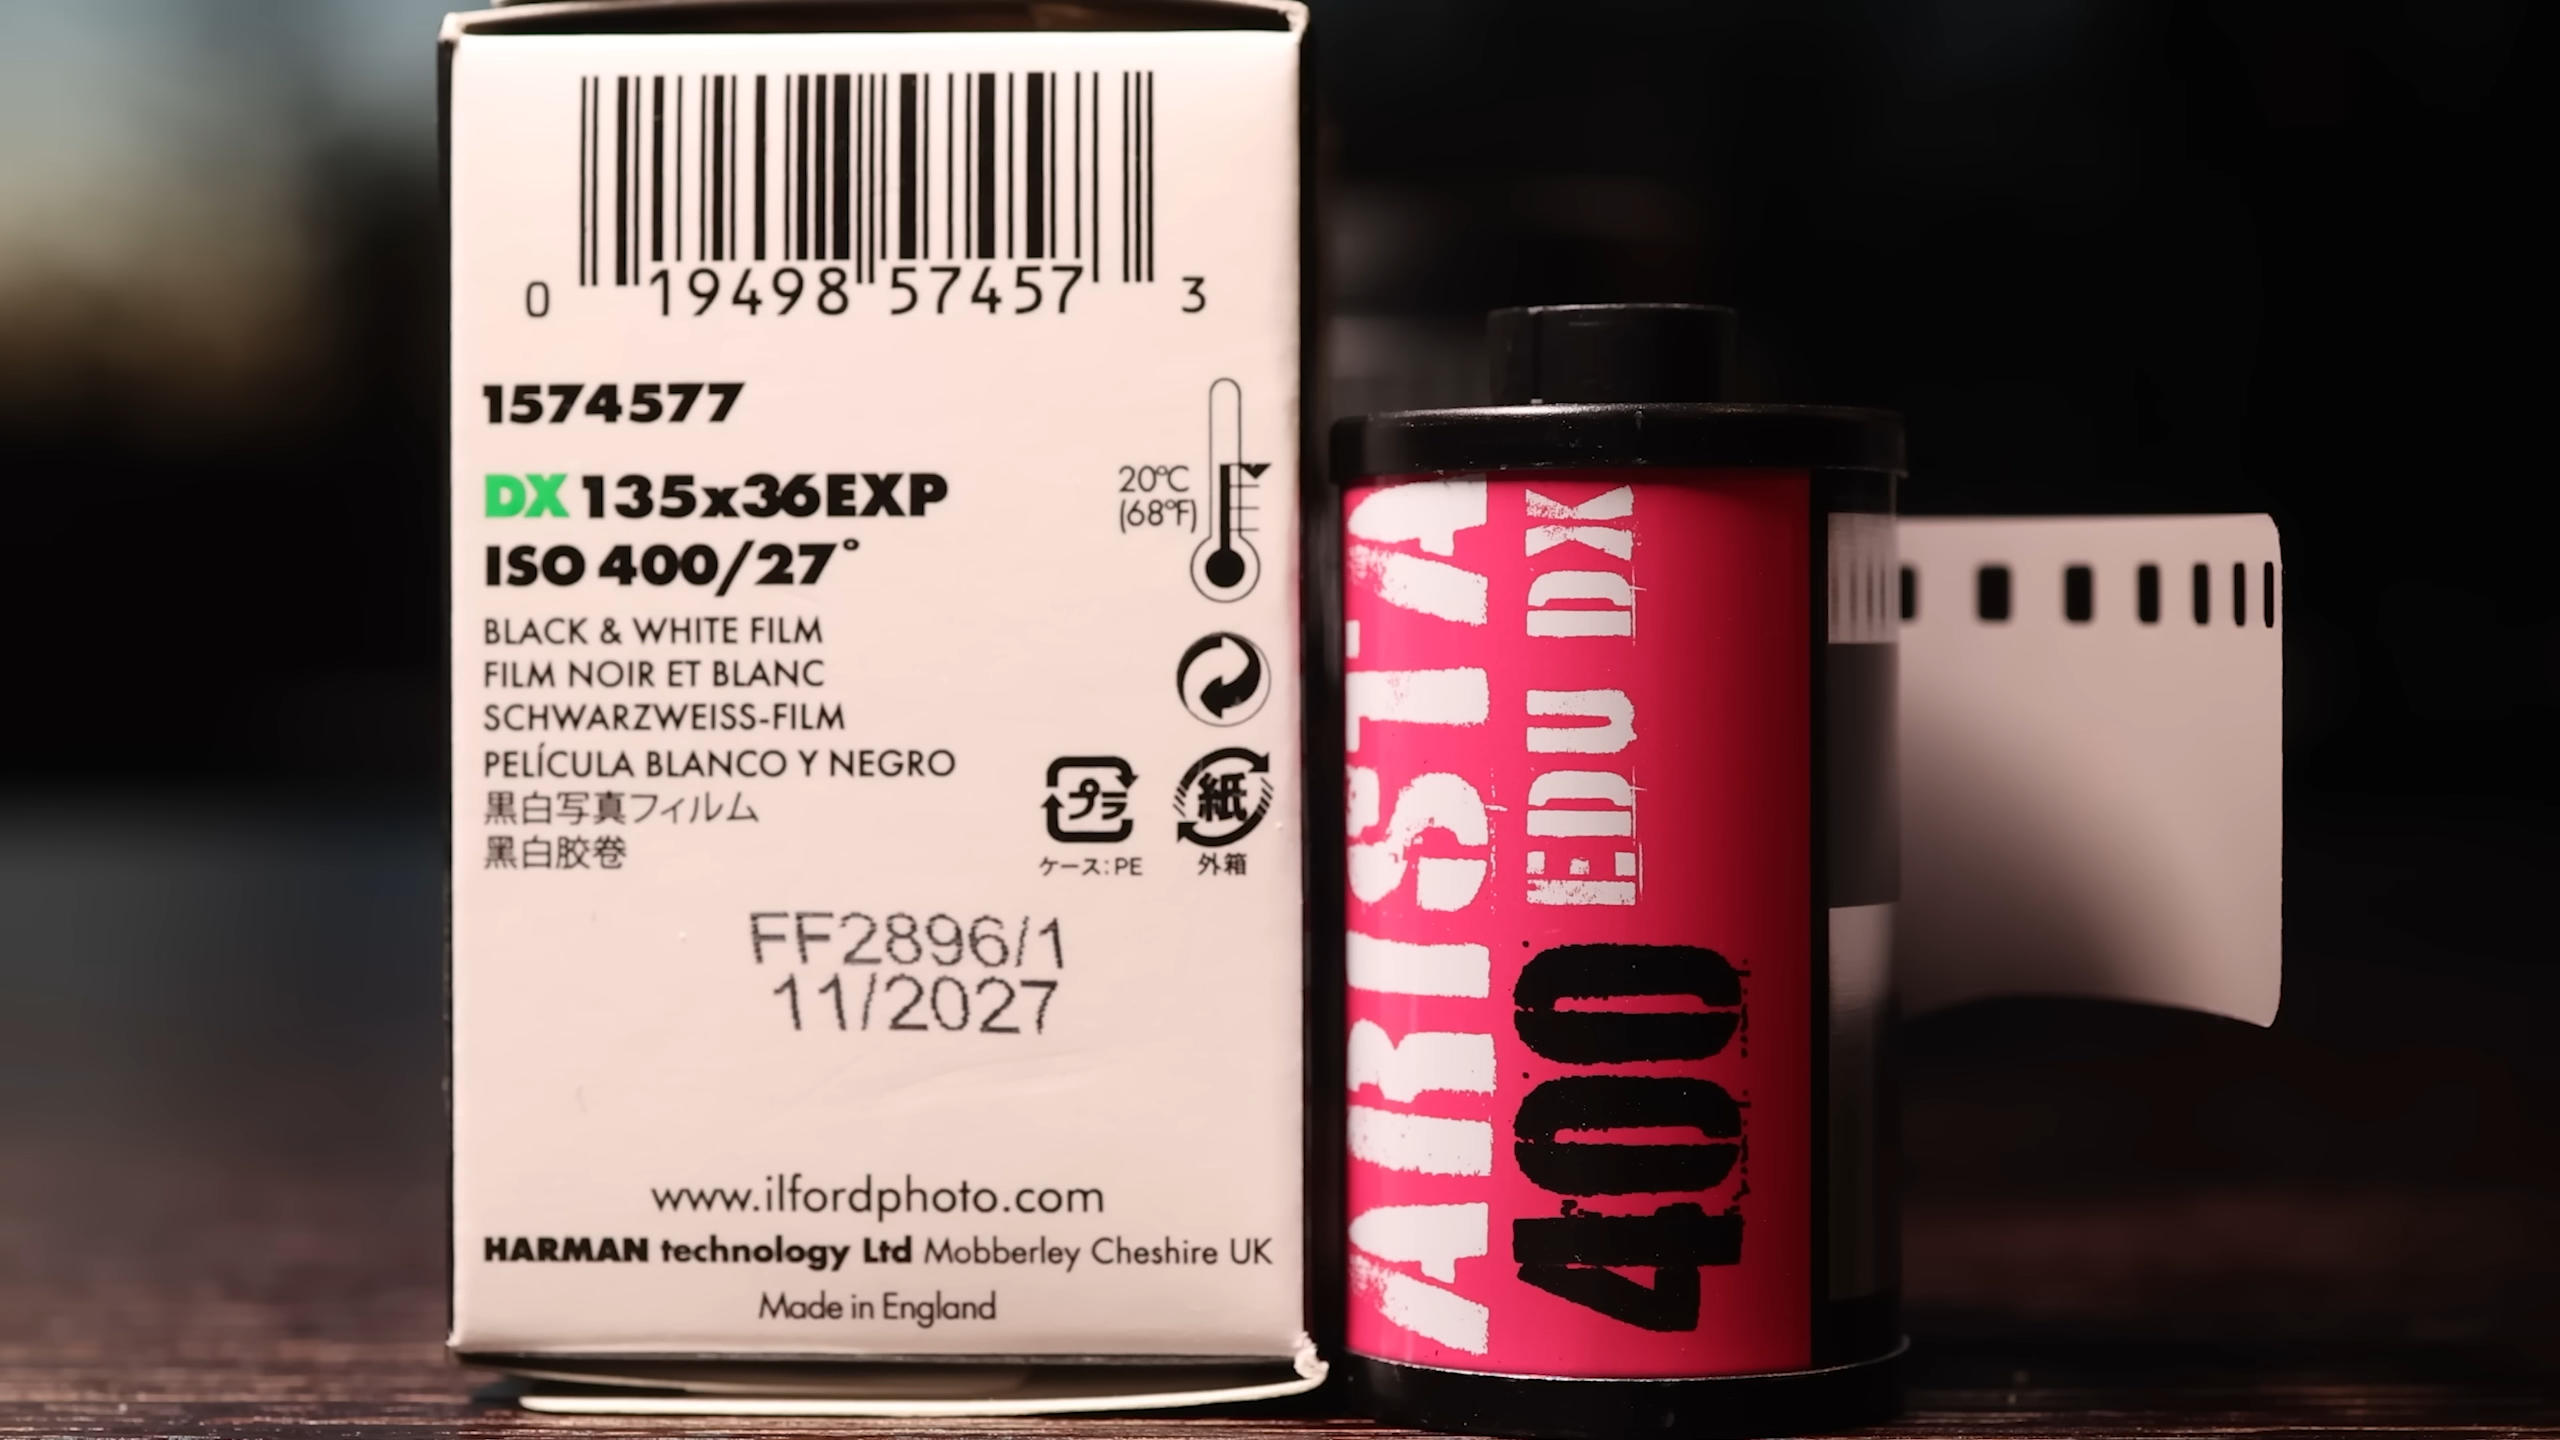 0 19498 57457 3
1574577
DX 135x36EXP
ISO 400/27°
20°C
(68°F)
BLACK & WHITE FILM
FILM NOIR ET BLANC
SCHWARZWEISS-FILM
PELÍCULA BLANCO Y NEGRO
黒白写真フィルム
黑白胶卷
プラ
ケース:PE
紙
外箱
FF2896/1
11/2027
www.ilfordphoto.com
HARMAN technology Ltd Mobberley Cheshire UK
Made in England
ARISTA
400 EDU DX